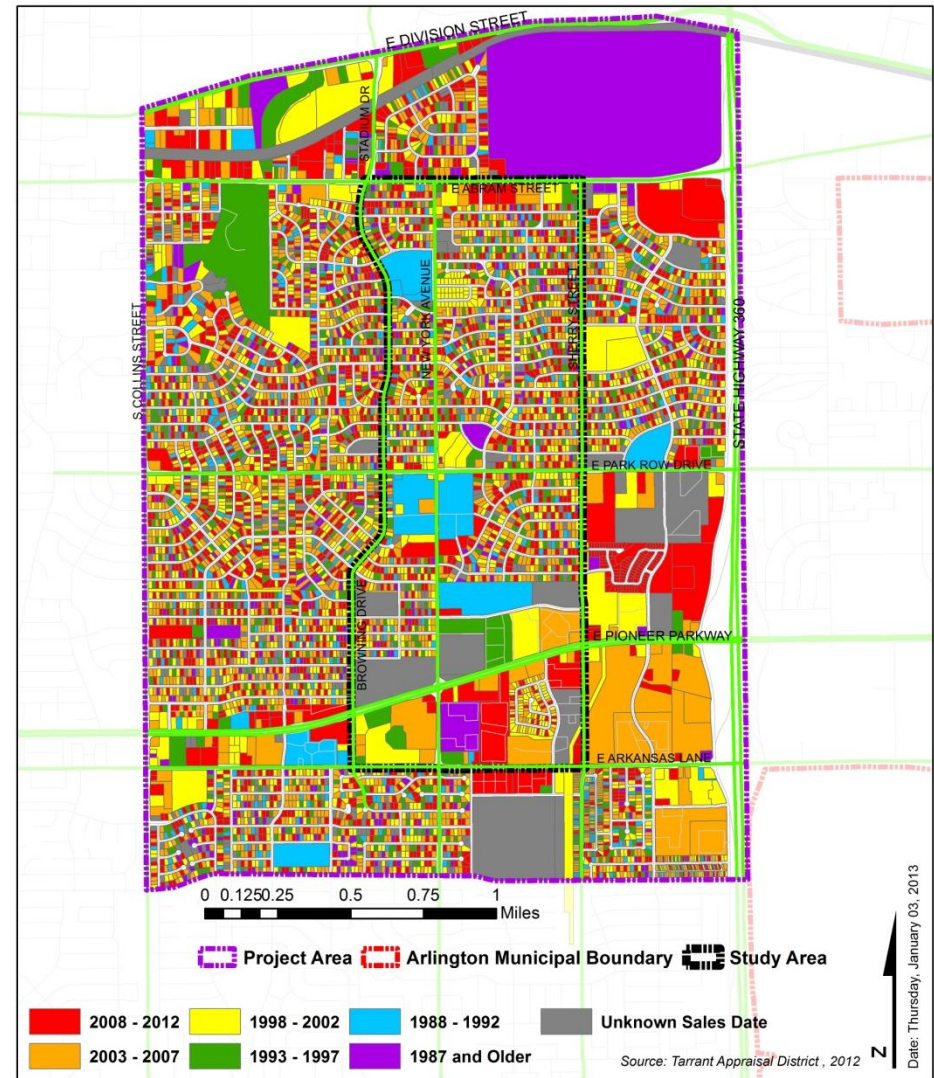 E DIVISION STREET
STADIUM DR
E ABRAM STREET
S COLLINS STREET
NEW YORK AVENUE
SHERRY STREET
STATE HIGHWAY 360
E PARK ROW DRIVE
BROWNING DRIVE
E PIONEER PARKWAY
E ARKANSAS LANE
0 0.125 0.25 0.5 0.75 1
Miles
Project Area Arlington Municipal Boundary Study Area
2008 - 2012 1998 - 2002 1988 - 1992 Unknown Sales Date
2003 - 2007 1993 - 1997 1987 and Older
Source: Tarrant Appraisal District , 2012
N
Date: Thursday, January 03, 2013